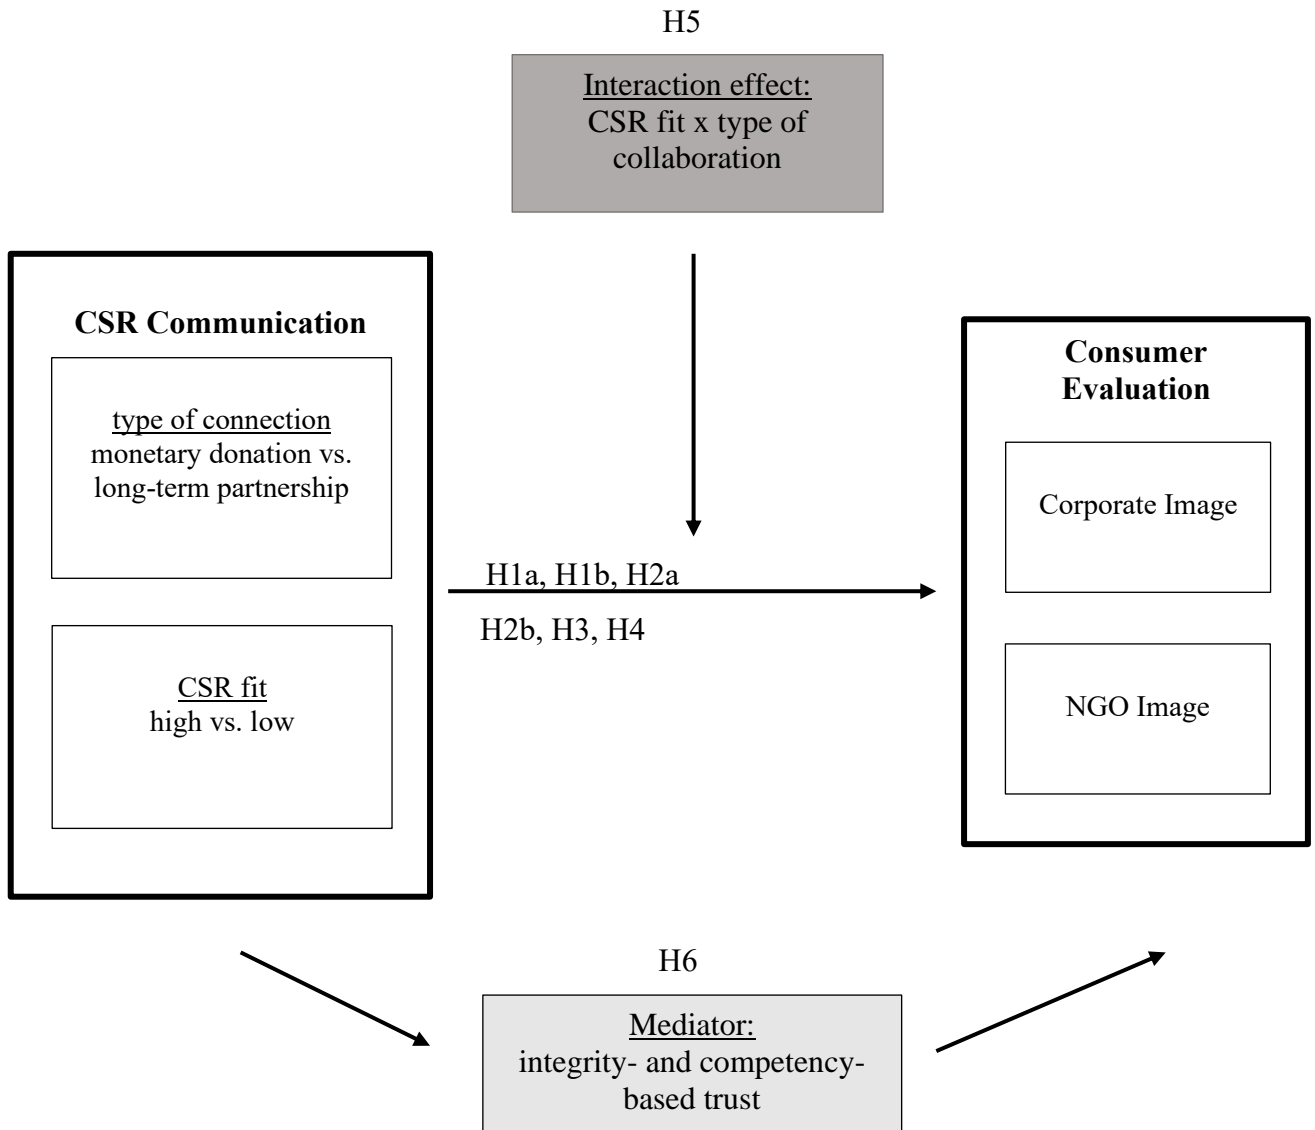 H5
Interaction effect:
CSR fit x type of
collaboration
CSR Communication
type of connection
monetary donation vs.
long-term partnership
CSR fit
high vs. low
H1a, H1b, H2a
H2b, H3, H4
Consumer
Evaluation
Corporate Image
NGO Image
H6
Mediator:
integrity- and competency-
based trust